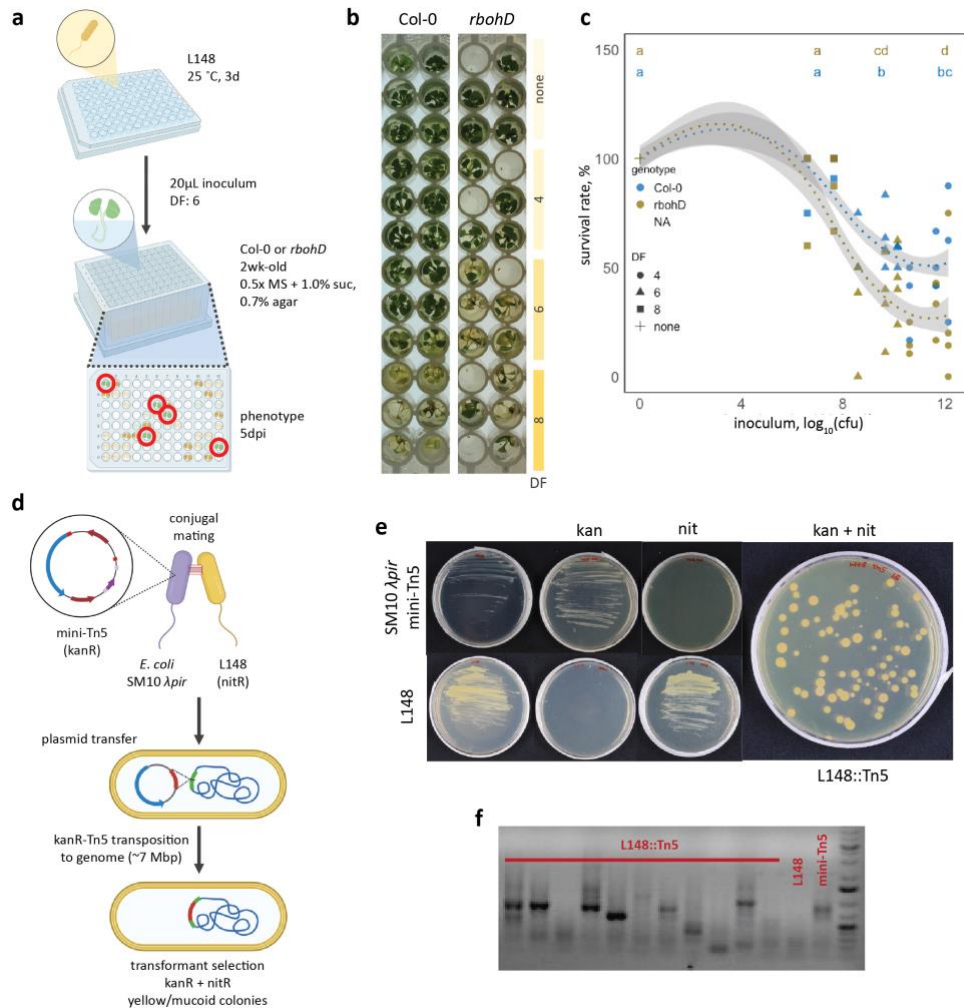 a
L148
25 ˚C, 3d
20µL inoculum
DF: 6
Col-0 or rbohD
2wk-old
0.5x MS + 1.0% suc,
0.7% agar
phenotype
5dpi
b
Col-0 rbohD
none
4
6
8
DF
c
150
100
50
0
survival rate, %
a a cd d
a a b bc
genotype
Col-0
rbohD
NA
DF
4
6
8
none
0 4 8 12
inoculum, log10(cfu)
d
conjugal
mating
mini-Tn5
(kanR)
E. coli
SM10 λpir
L148
(nitR)
plasmid transfer
kanR-Tn5 transposition
to genome (~7 Mbp)
transformant selection
kanR + nitR
yellow/mucoid colonies
e
kan nit kan + nit
SM10 λpir
mini-Tn5
L148
L148::Tn5
f
L148::Tn5
L148
mini-Tn5